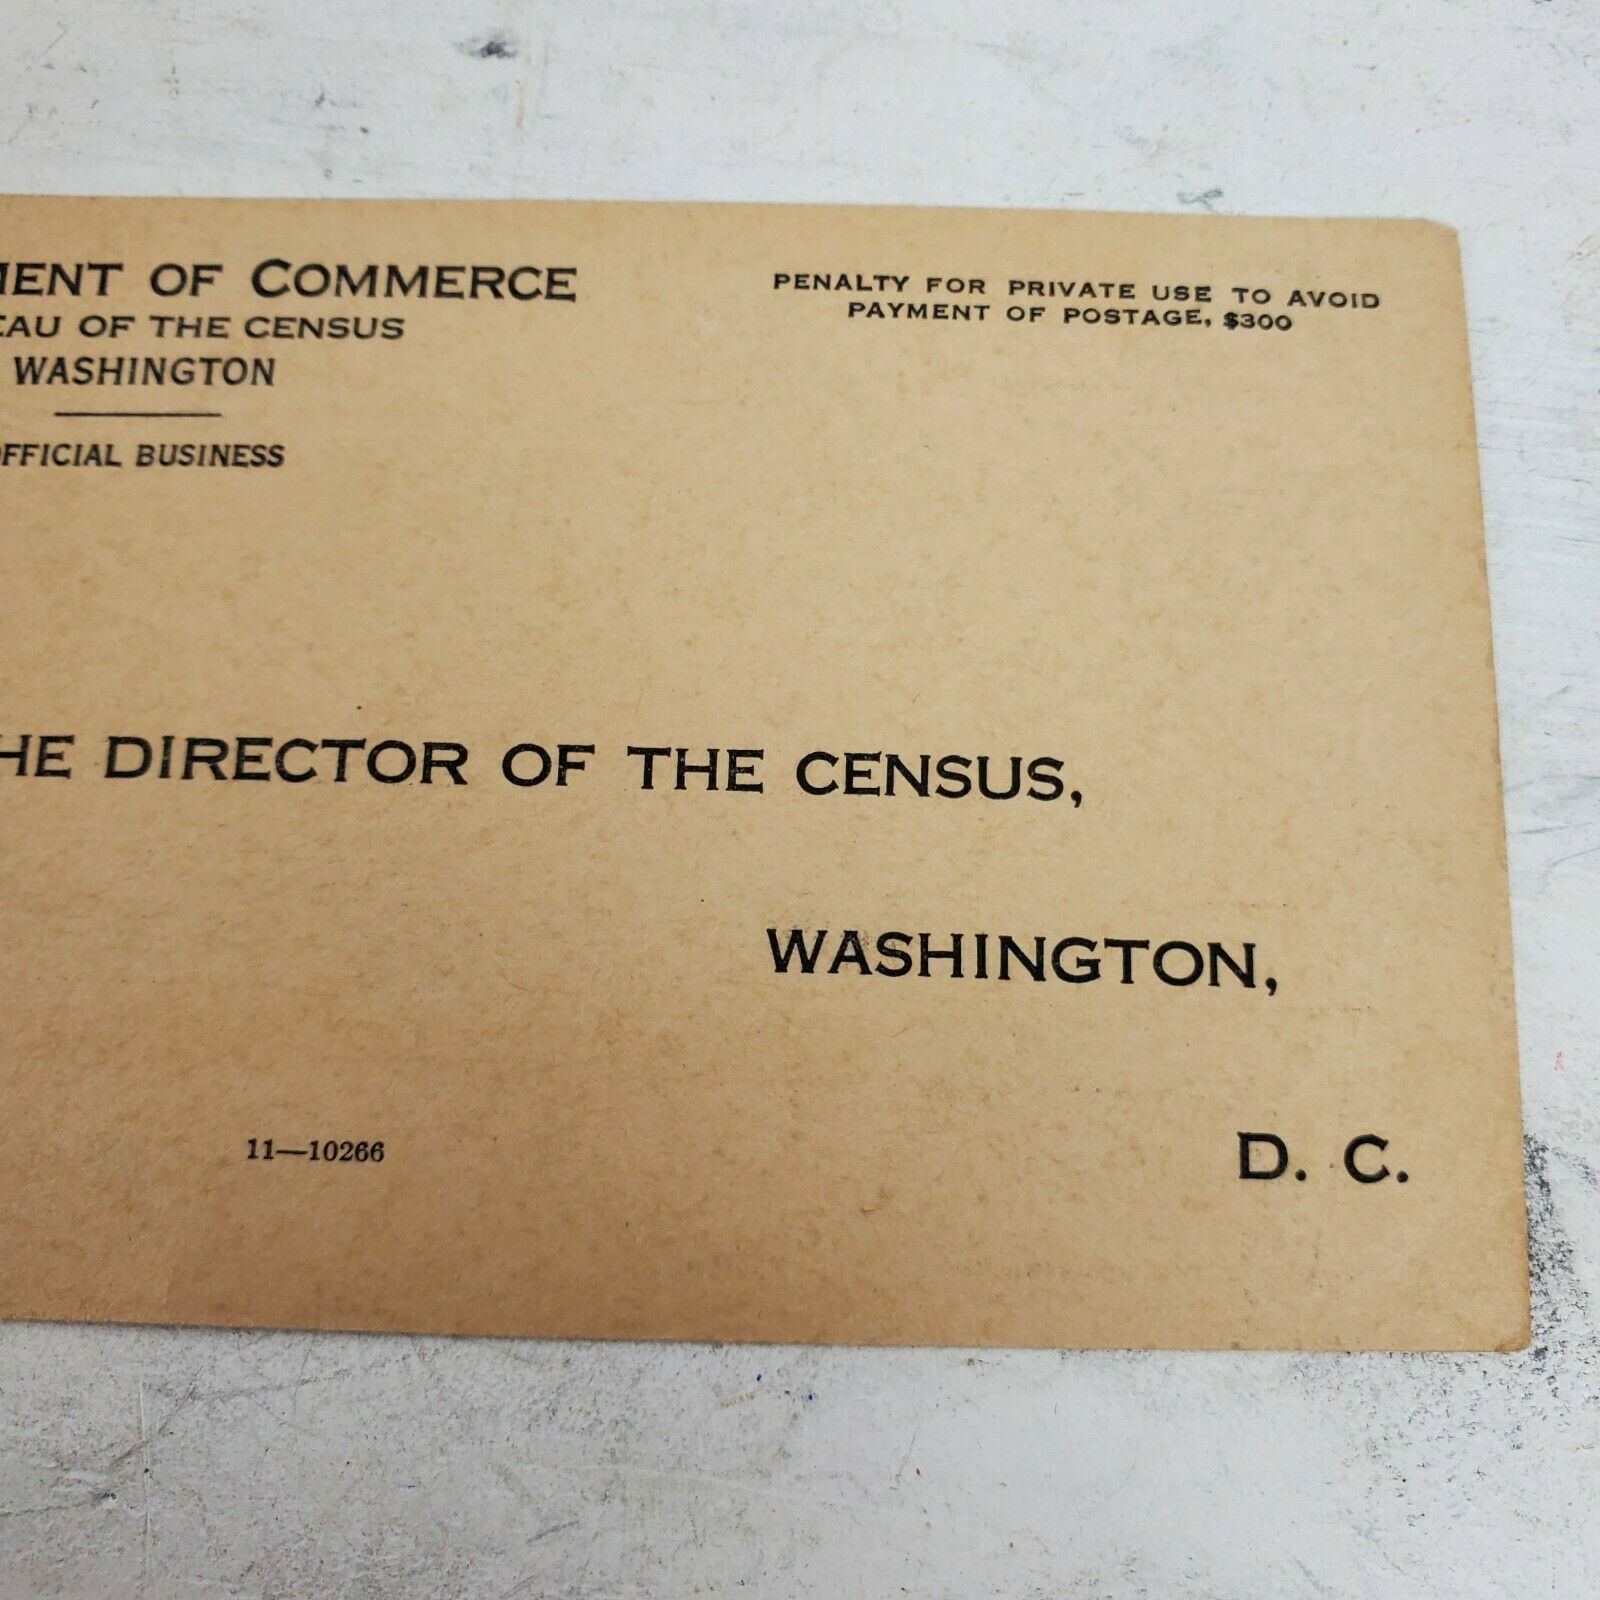 MENT OF COMMERCE
EAU OF THE CENSUS
WASHINGTON
OFFICIAL BUSINESS
PENALTY FOR PRIVATE USE TO AVOID
PAYMENT OF POSTAGE, $300
HE DIRECTOR OF THE CENSUS,
WASHINGTON,
D. C.
11—10266